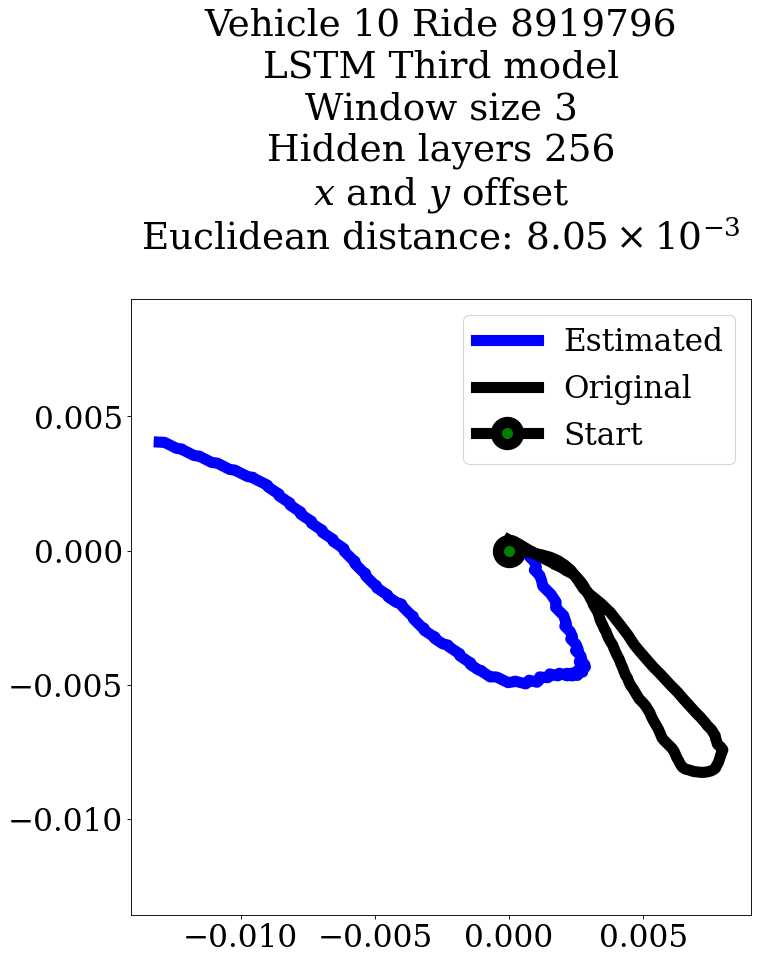 Vehicle 10 Ride 8919796
LSTM Third model
Window size 3
Hidden layers 256
x and y offset
Euclidean distance: 8.05 × 10⁻³
Estimated
Original
Start
0.005
0.000
−0.005
−0.010
−0.010 −0.005 0.000 0.005